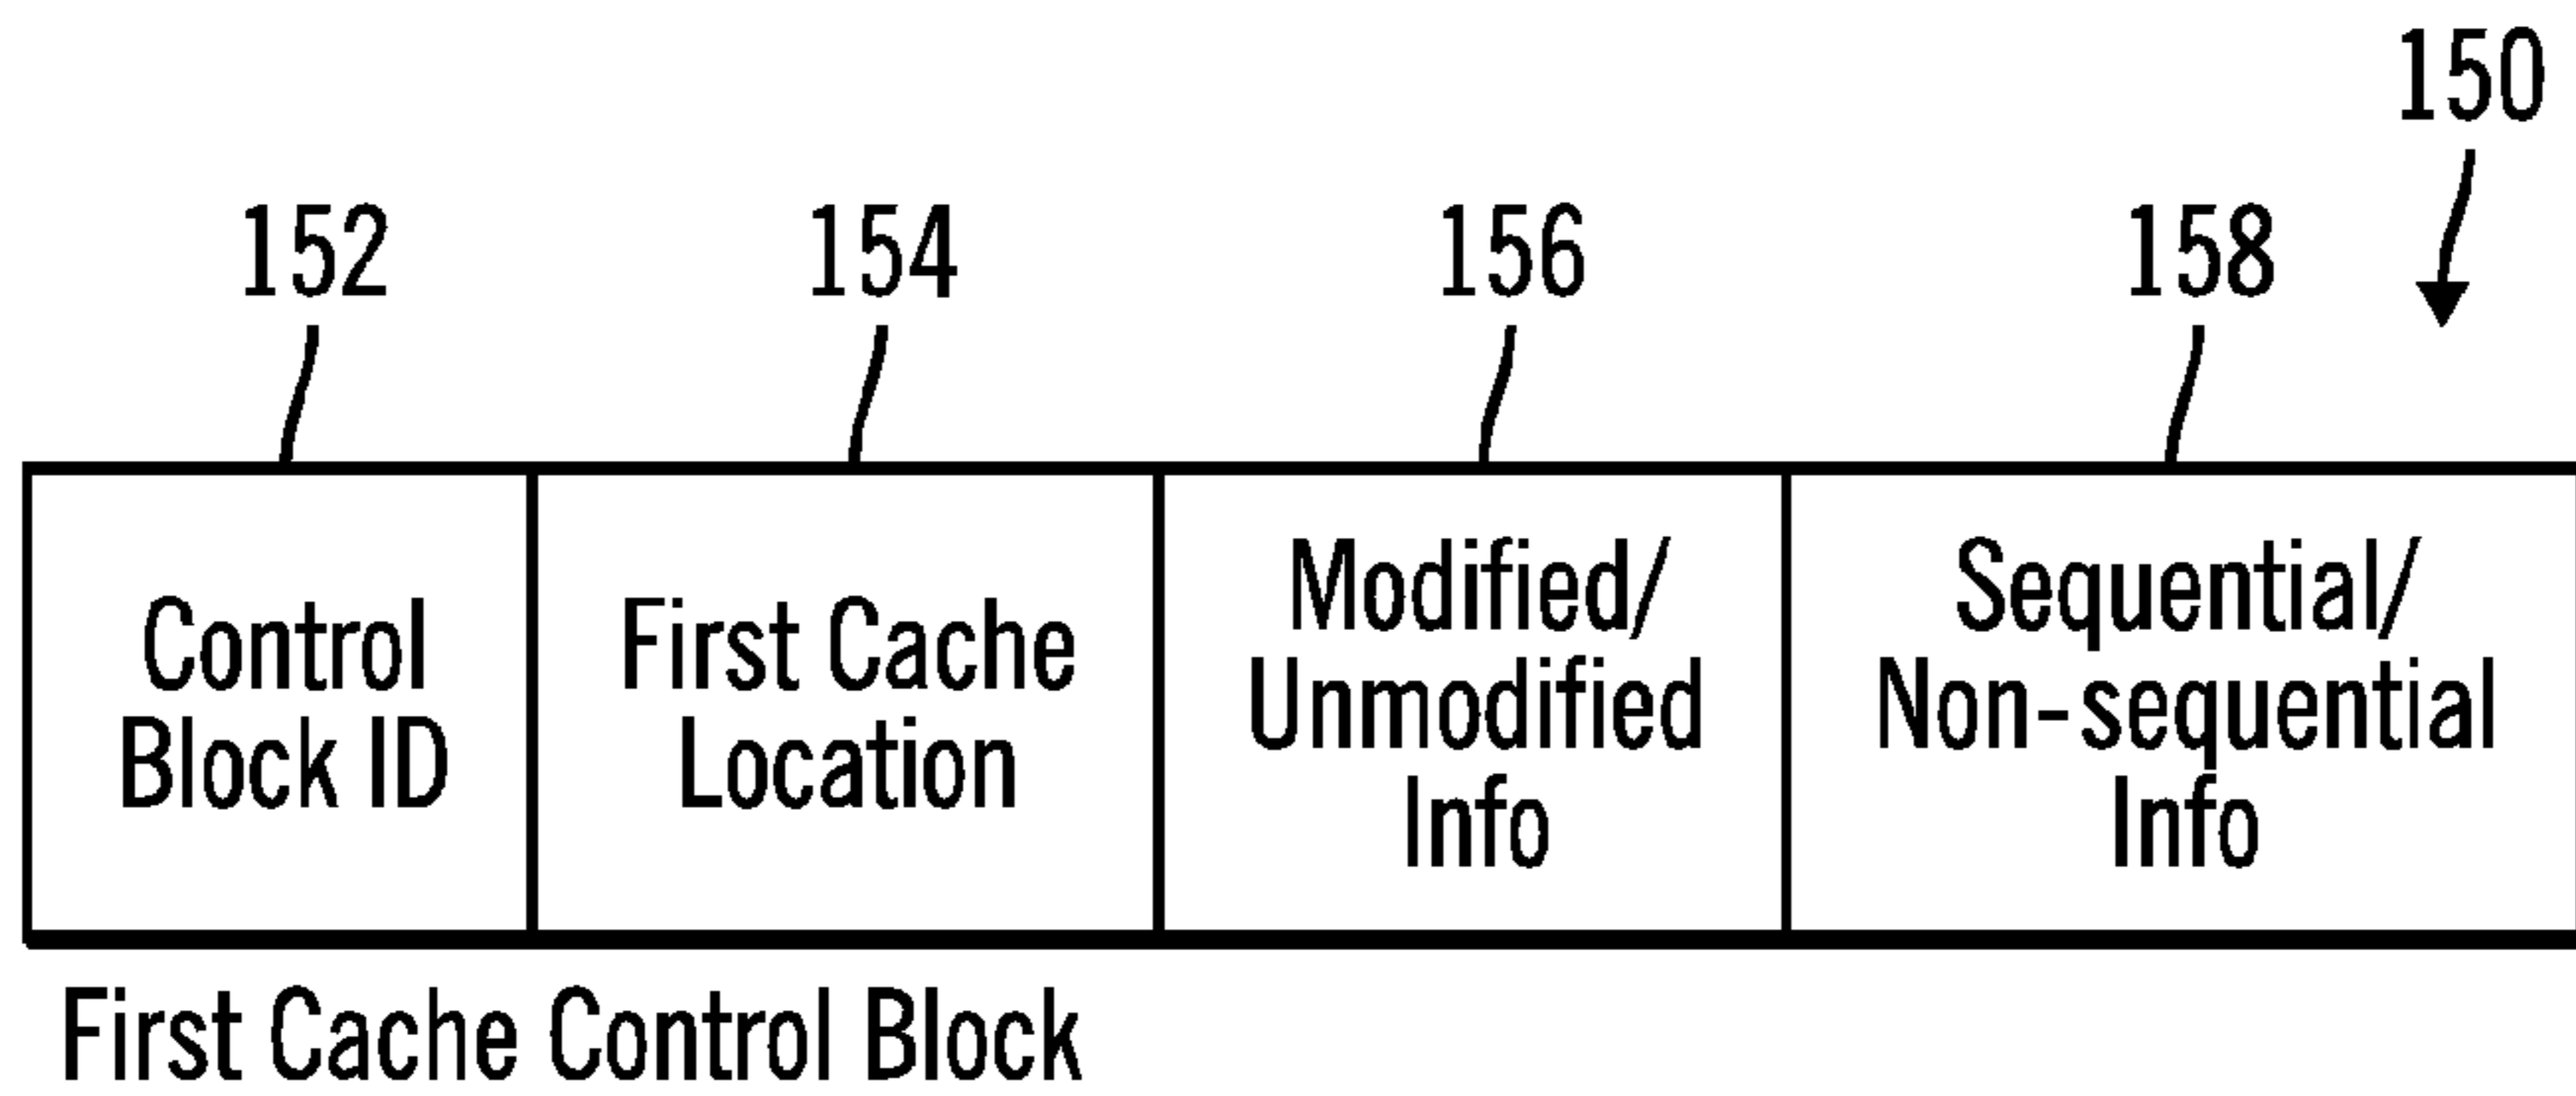 150
152 154 156 158
Control
Block ID
First Cache
Location
Modified/
Unmodified
Info
Sequential/
Non-sequential
Info
First Cache Control Block